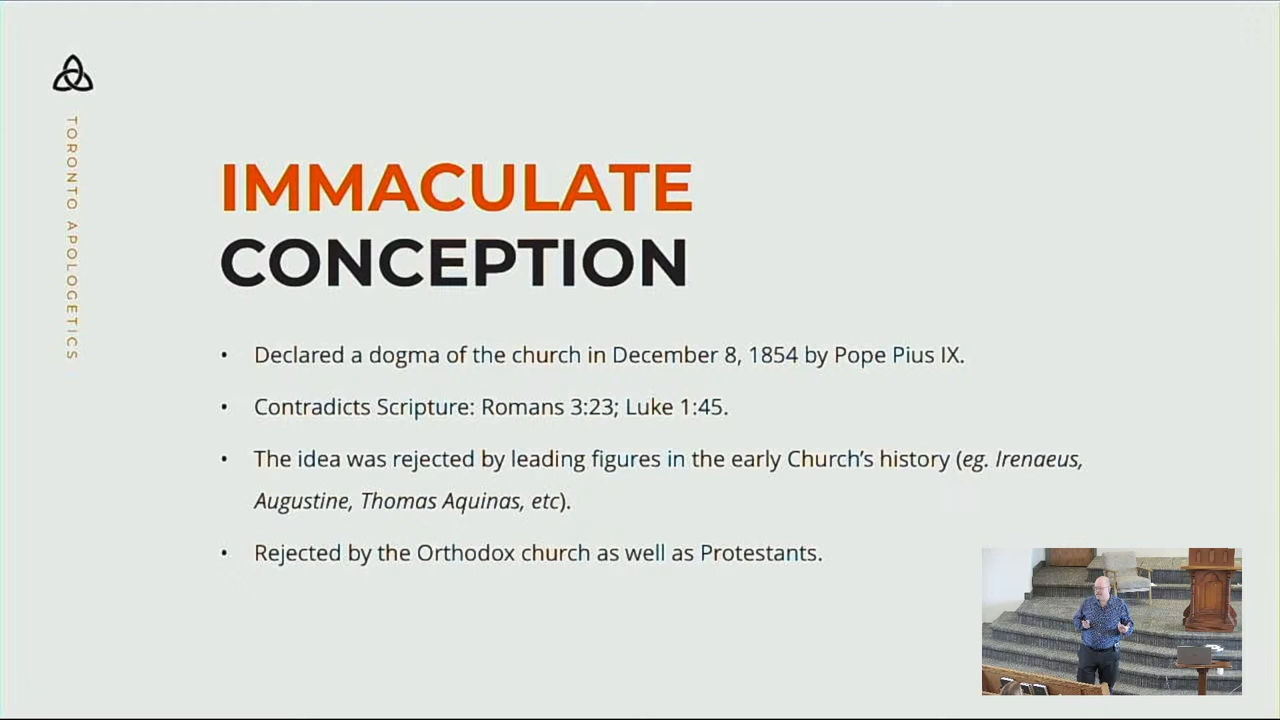 TORONTO APOLOGETICS
IMMACULATE
CONCEPTION
• Declared a dogma of the church in December 8, 1854 by Pope Pius IX.
• Contradicts Scripture: Romans 3:23; Luke 1:45.
• The idea was rejected by leading figures in the early Church’s history (eg. Irenaeus,
Augustine, Thomas Aquinas, etc).
• Rejected by the Orthodox church as well as Protestants.